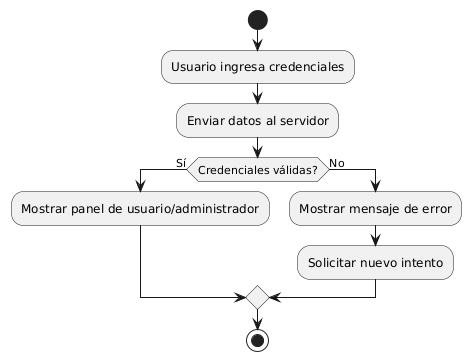 Usuario ingresa credenciales
Enviar datos al servidor
Credenciales válidas?
Sí
No
Mostrar panel de usuario/administrador
Mostrar mensaje de error
Solicitar nuevo intento